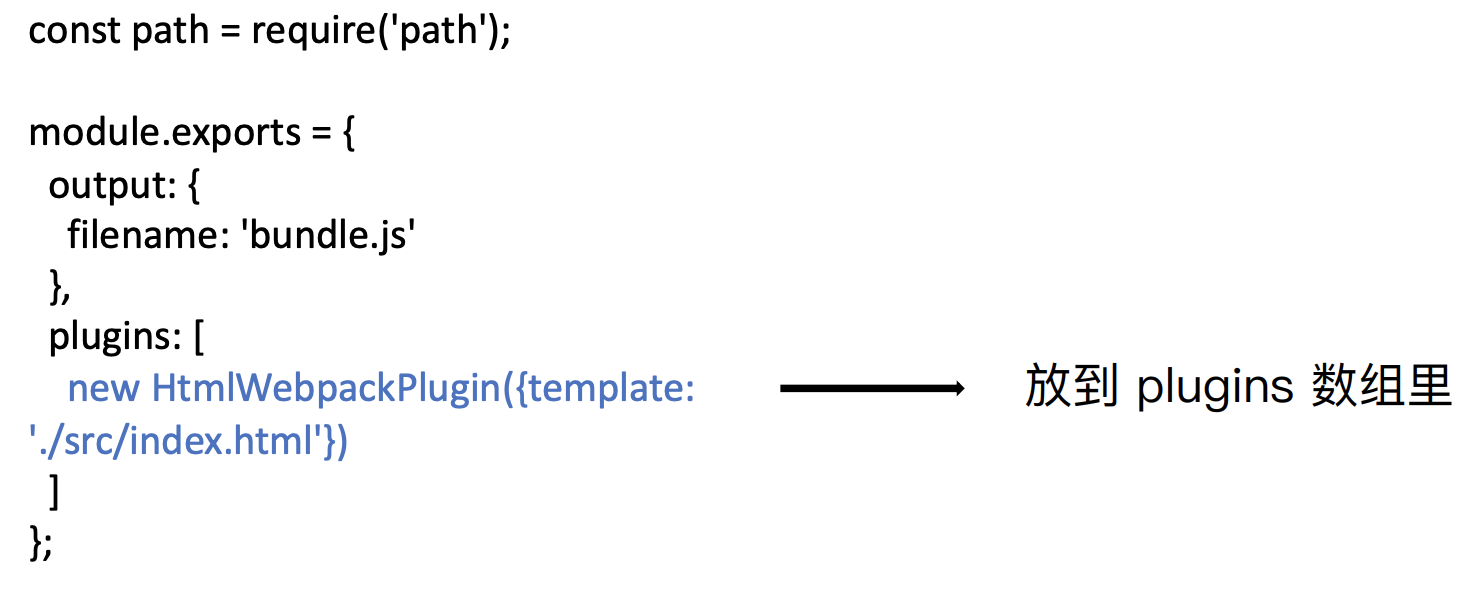 const path = require('path');
module.exports = {
output: {
filename: 'bundle.js'
},
plugins: [
new HtmlWebpackPlugin({template:
'./src/index.html'})
]
};
放到 plugins 数组里